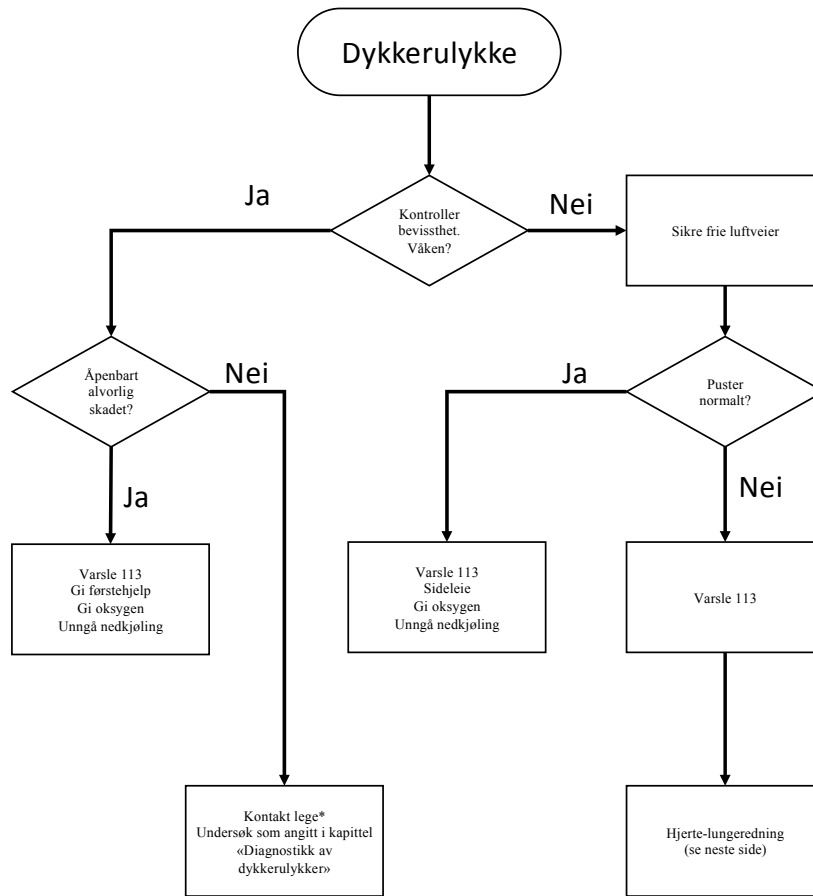 Dykkerulykke
Ja
Kontroller
bevissthet.
Våken?
Nei
Sikre frie luftveier
Åpenbart
alvorlig
skadet?
Nei
Ja
Puster
normalt?
Ja
Nei
Varsle 113
Gi førstehjelp
Gi oksygen
Unngå nedkjøling
Varsle 113
Sideleie
Gi oksygen
Unngå nedkjøling
Varsle 113
Kontakt lege*
Undersøk som angitt i kapittel
«Diagnostikk av
dykkerulykker»
Hjerte-lungeredning
(se neste side)